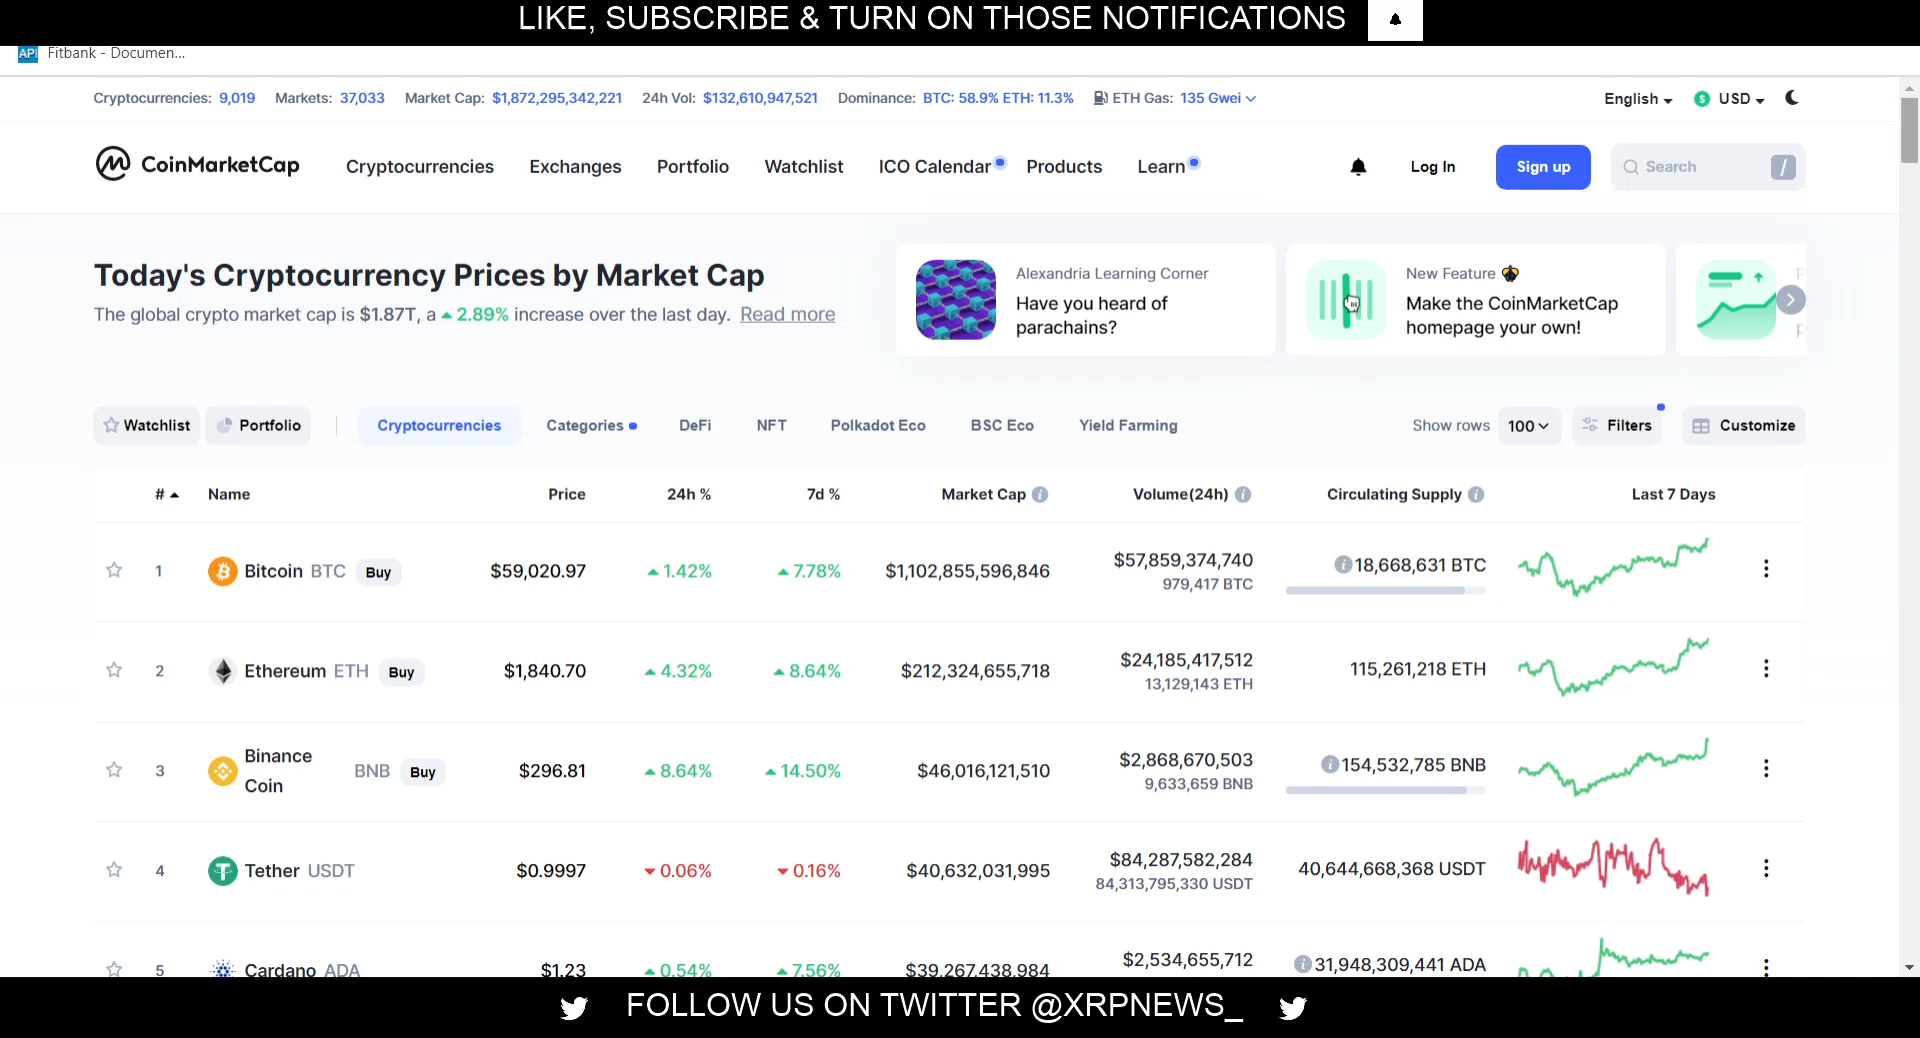 LIKE, SUBSCRIBE & TURN ON THOSE NOTIFICATIONS
API Fitbank - Documen...
Cryptocurrencies: 9,019 Markets: 37,033 Market Cap: $1,872,295,342,221 24h Vol: $132,610,947,521 Dominance: BTC: 58.9% ETH: 11.3% ETH Gas: 135 Gwei English $ USD
CoinMarketCap Cryptocurrencies Exchanges Portfolio Watchlist ICO Calendar Products Learn Log In Sign up Search /
Today's Cryptocurrency Prices by Market Cap
The global crypto market cap is $1.87T, a 2.89% increase over the last day. Read more
Alexandria Learning Corner
Have you heard of
parachains?
New Feature
Make the CoinMarketCap
homepage your own!
Watchlist Portfolio Cryptocurrencies Categories DeFi NFT Polkadot Eco BSC Eco Yield Farming Show rows 100 Filters Customize
# Name Price 24h % 7d % Market Cap Volume(24h) Circulating Supply Last 7 Days
1 Bitcoin BTC Buy $59,020.97 1.42% 7.78% $1,102,855,596,846 $57,859,374,740 18,668,631 BTC
979,417 BTC
2 Ethereum ETH Buy $1,840.70 4.32% 8.64% $212,324,655,718 $24,185,417,512 115,261,218 ETH
13,129,143 ETH
3 Binance Coin BNB Buy $296.81 8.64% 14.50% $46,016,121,510 $2,868,670,503 154,532,785 BNB
9,633,659 BNB
4 Tether USDT $0.9997 0.06% 0.16% $40,632,031,995 $84,287,582,284 40,644,668,368 USDT
84,313,795,330 USDT
5 Cardano ADA $1.23 0.54% 7.56% $39,267,438,984 $2,534,655,712 31,948,309,441 ADA
FOLLOW US ON TWITTER @XRPNEWS_